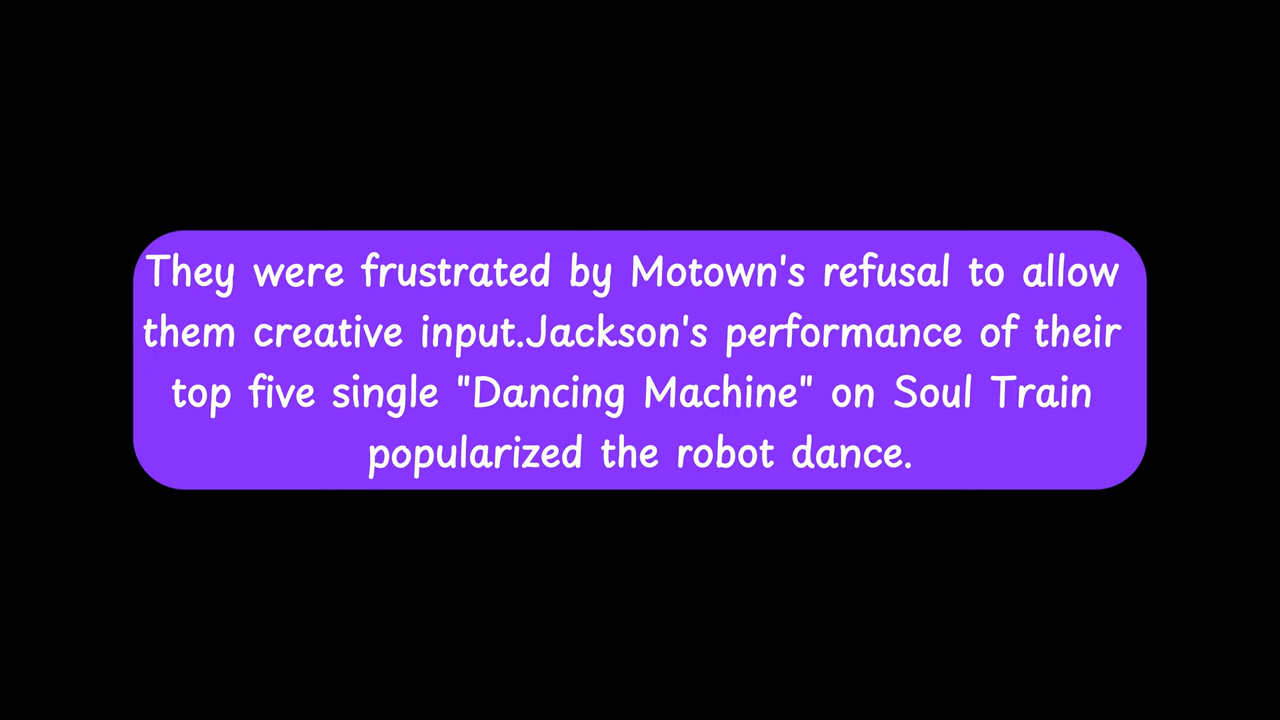 They were frustrated by Motown's refusal to allow
them creative input.Jackson's performance of their
top five single "Dancing Machine" on Soul Train
popularized the robot dance.